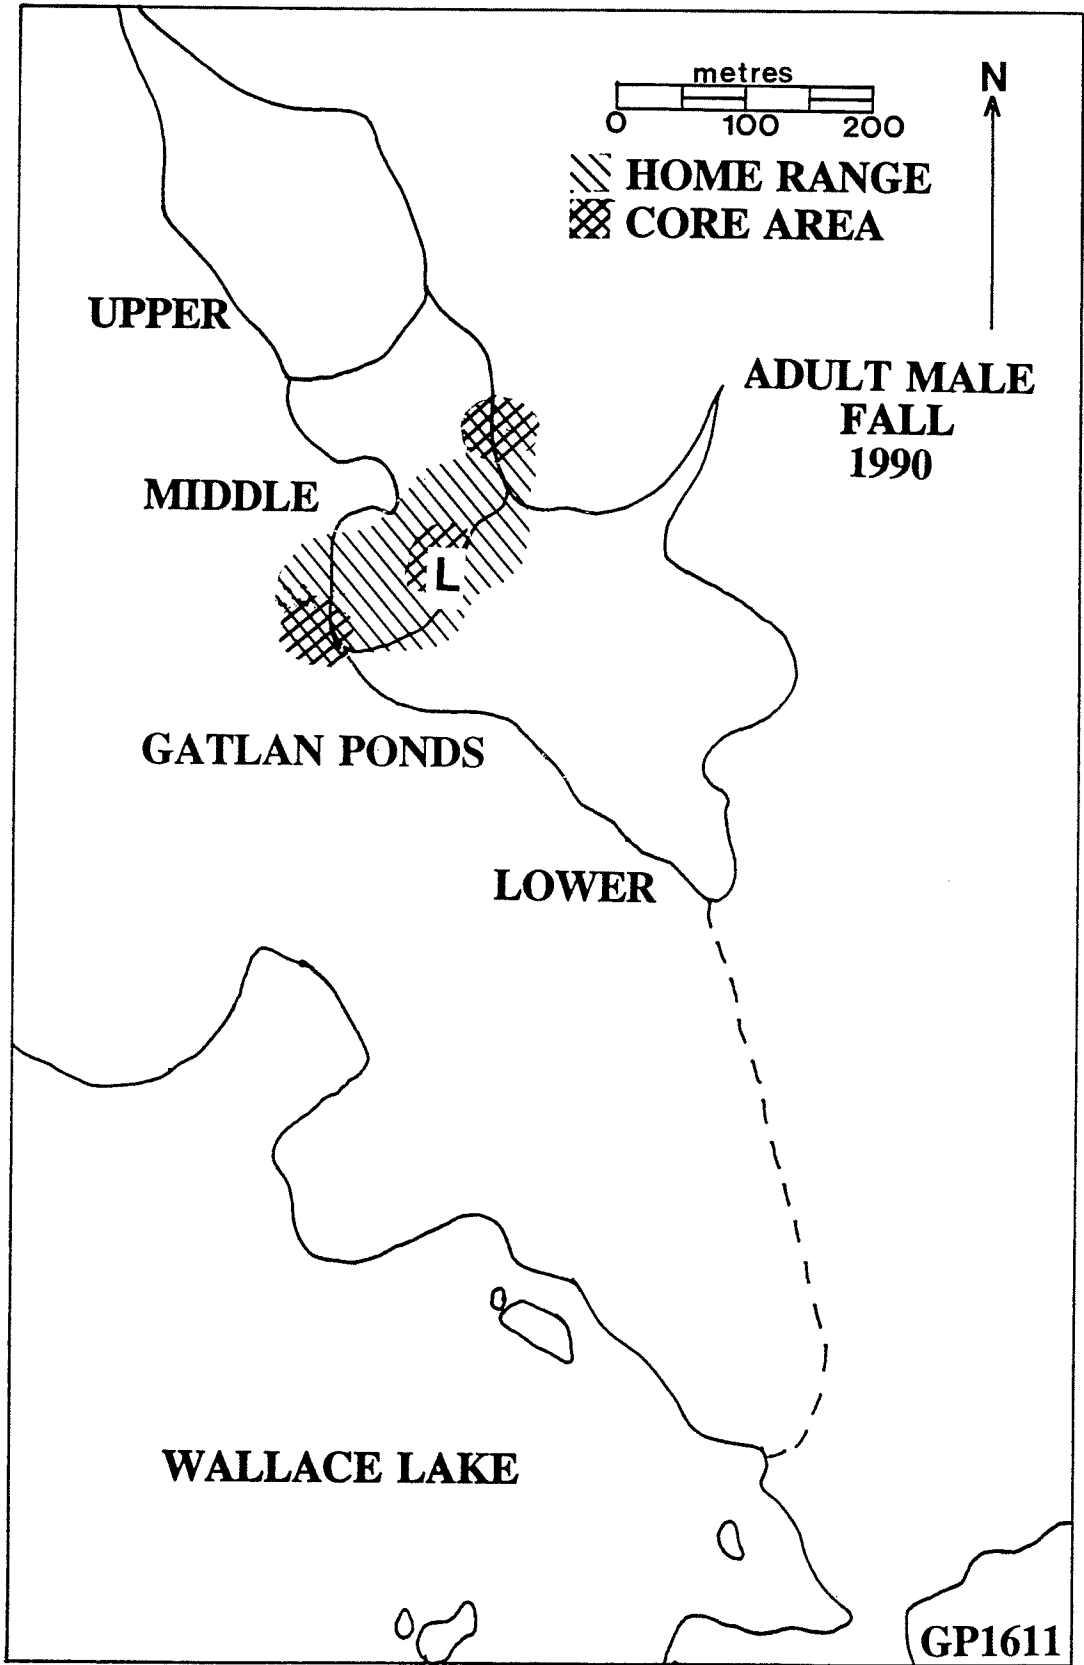 metres
0 100 200
N
HOME RANGE
CORE AREA
UPPER
ADULT MALE
FALL
1990
MIDDLE
L
GATLAN PONDS
LOWER
WALLACE LAKE
GP1611